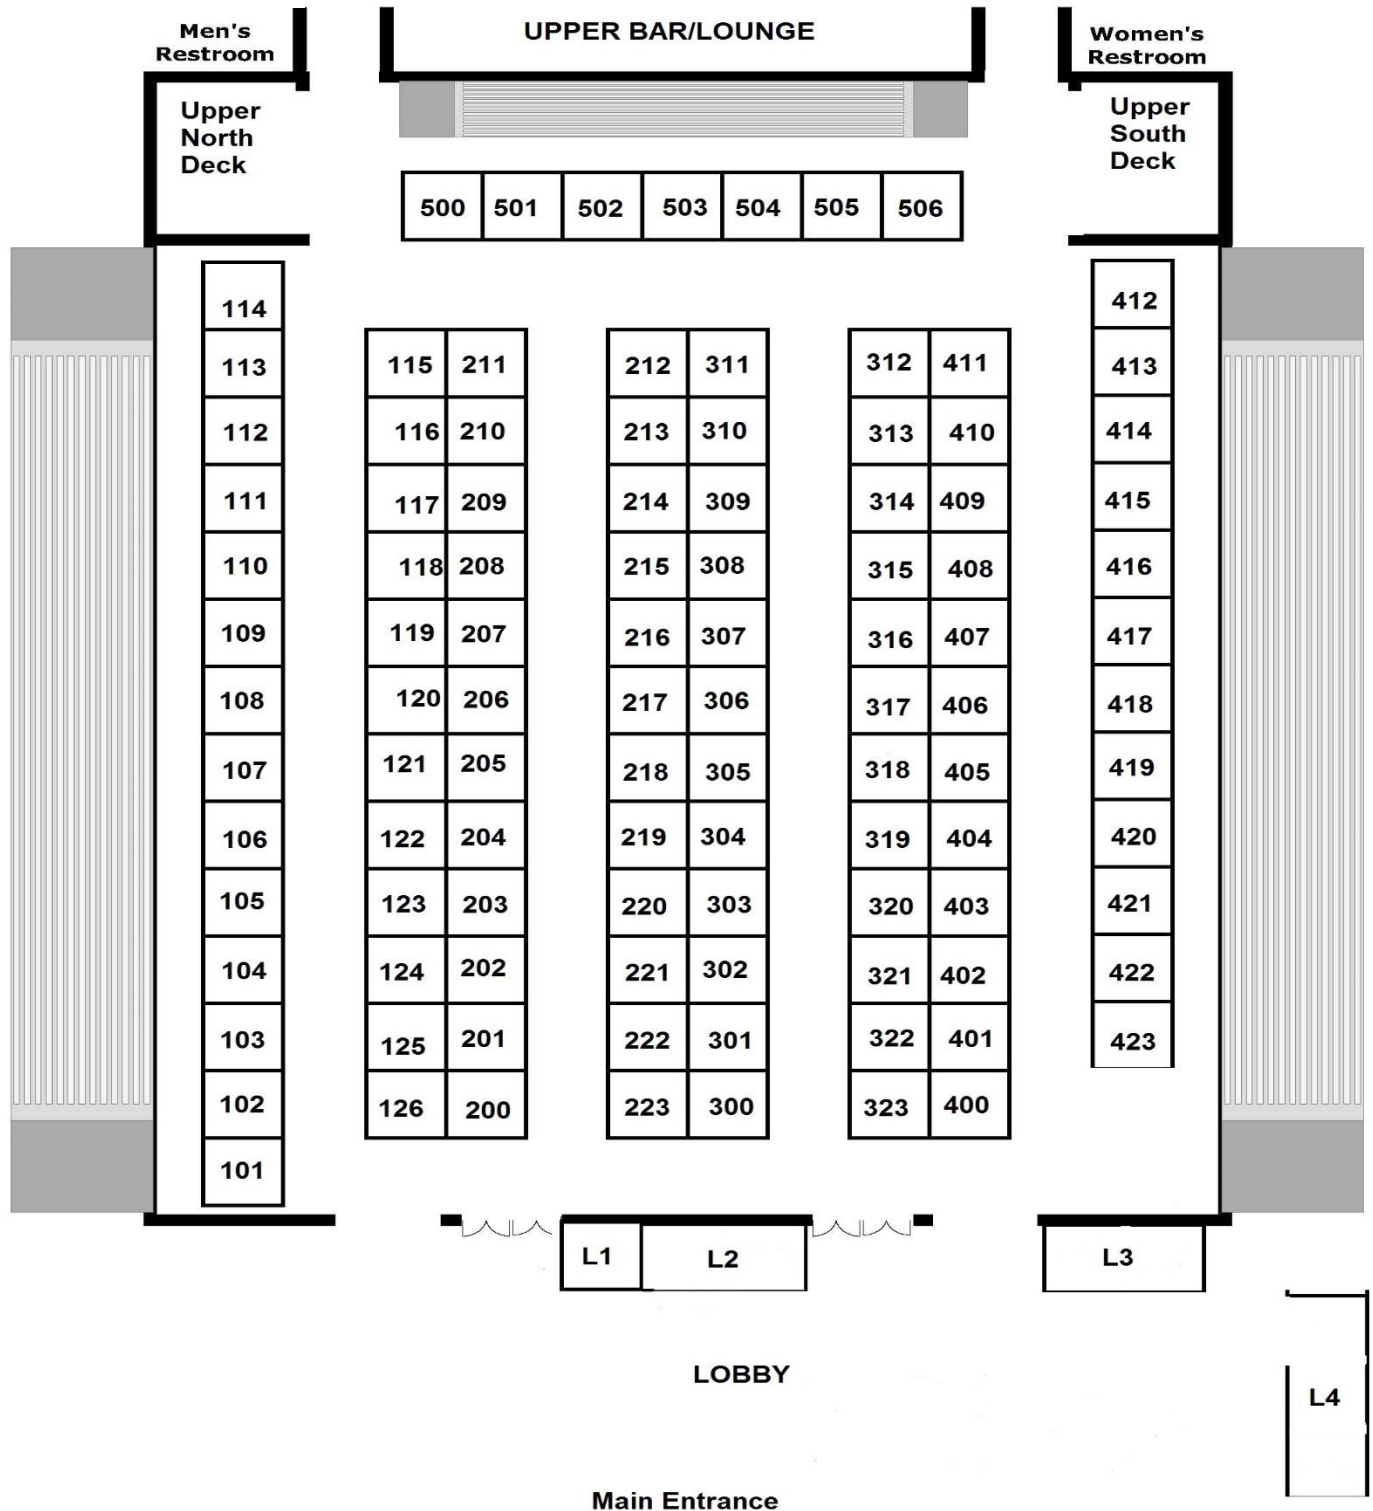 Men's
Restroom
UPPER BAR/LOUNGE
Women's
Restroom
Upper
North
Deck
Upper
South
Deck
500 501 502 503 504 505 506
114 412
113 115 211 212 311 312 411 413
112 116 210 213 310 313 410 414
111 117 209 214 309 314 409 415
110 118 208 215 308 315 408 416
109 119 207 216 307 316 407 417
108 120 206 217 306 317 406 418
107 121 205 218 305 318 405 419
106 122 204 219 304 319 404 420
105 123 203 220 303 320 403 421
104 124 202 221 302 321 402 422
103 125 201 222 301 322 401 423
102 126 200 223 300 323 400
101
L1 L2 L3
LOBBY
L4
Main Entrance